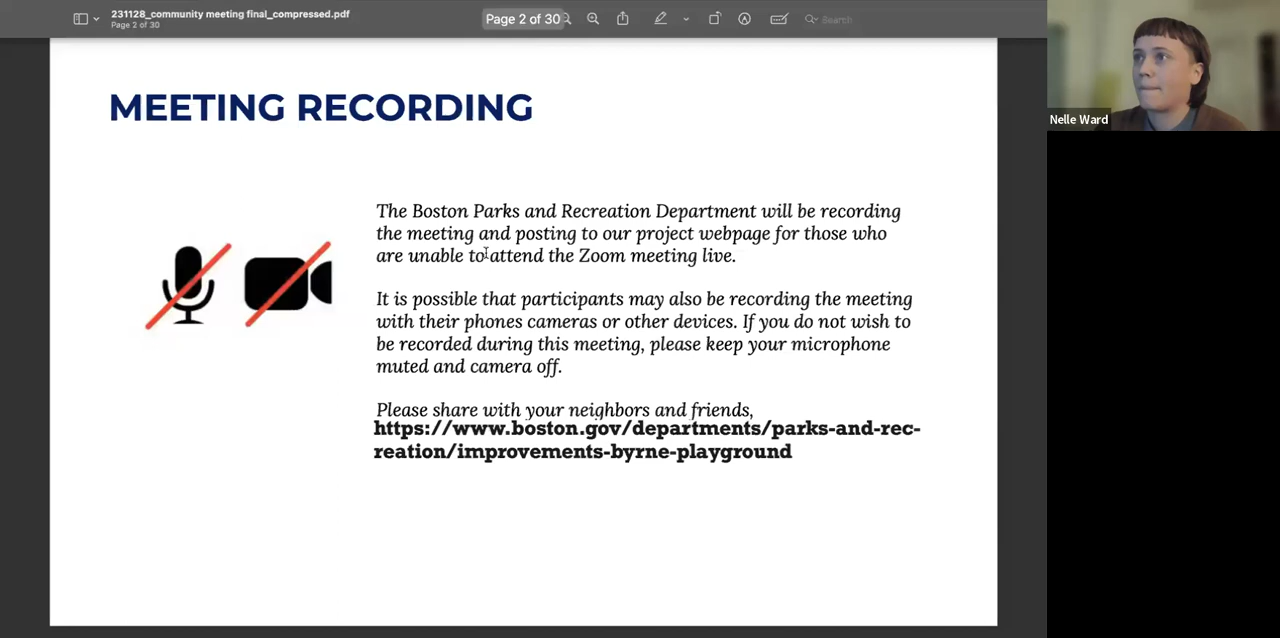 231128_community meeting final_compressed.pdf
Page 2 of 30
Page 2 of 30
Search
Nelle Ward
MEETING RECORDING
The Boston Parks and Recreation Department will be recording
the meeting and posting to our project webpage for those who
are unable to attend the Zoom meeting live.
It is possible that participants may also be recording the meeting
with their phones cameras or other devices. If you do not wish to
be recorded during this meeting, please keep your microphone
muted and camera off.
Please share with your neighbors and friends,
https://www.boston.gov/departments/parks-and-rec-
reation/improvements-byrne-playground